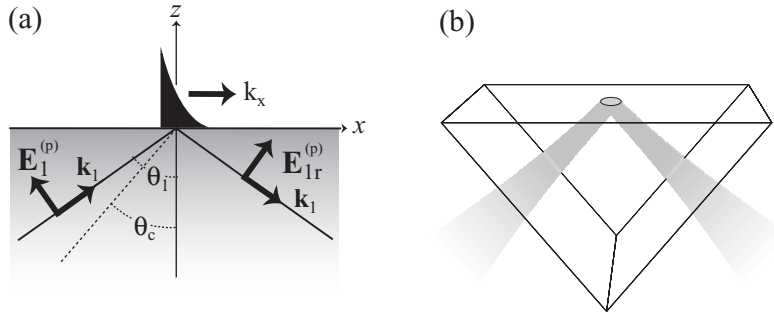 (a)
z
k_x
x
E_1^(p)
k_1
θ_1
θ_c
E_1r^(p)
k_1
(b)